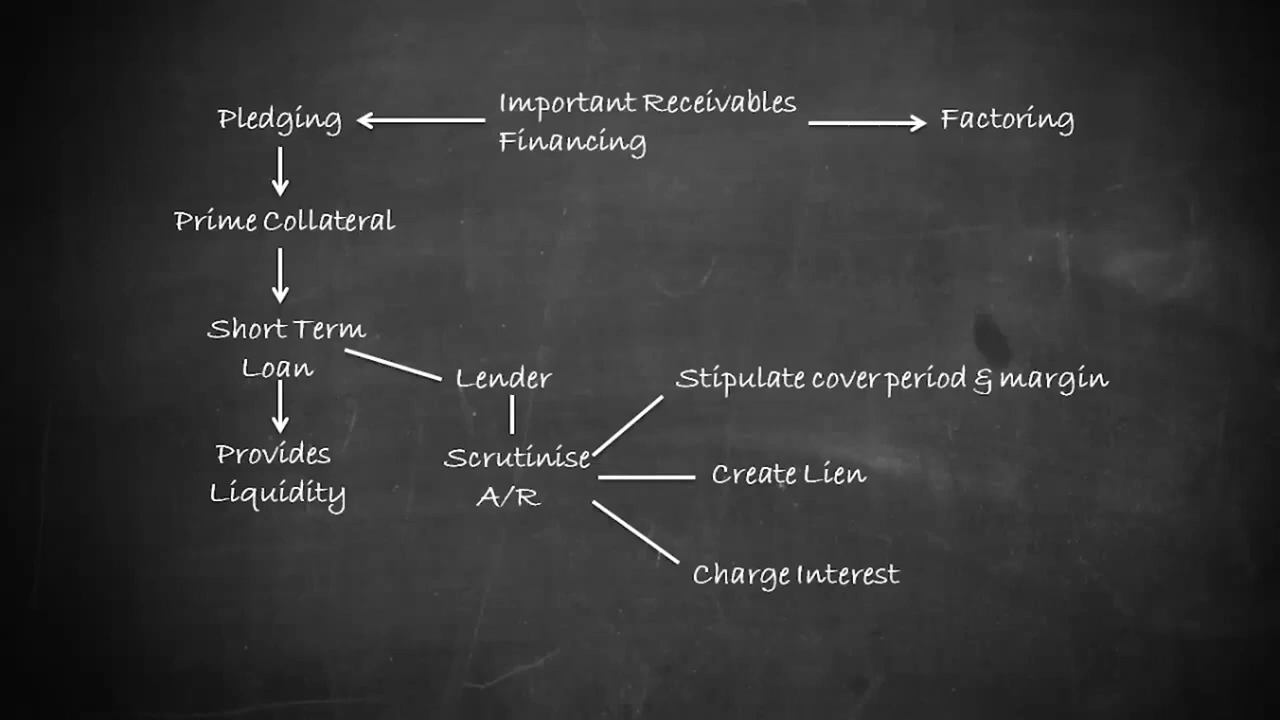 Important Receivables
Financing
Pledging
Factoring
Prime Collateral
Short Term
Loan
Lender
Stipulate cover period & margin
Provides
Liquidity
Scrutinise
A/R
Create Lien
Charge Interest